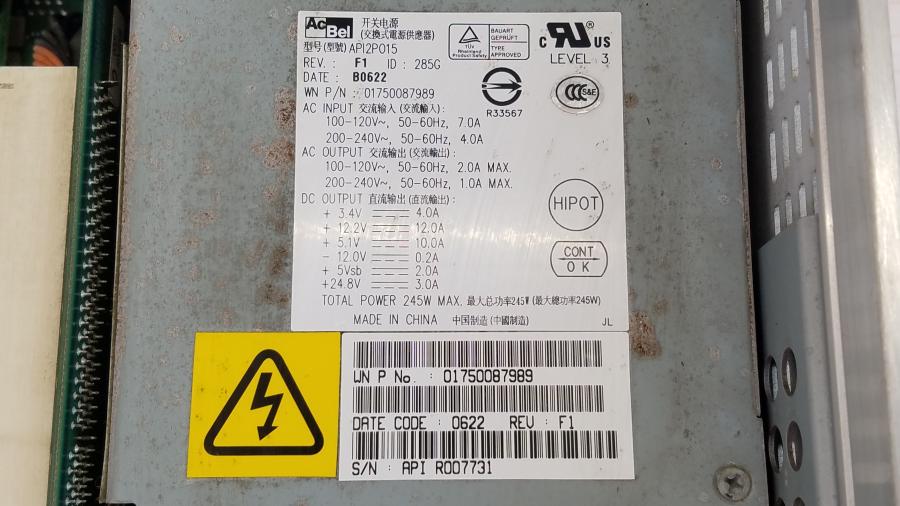 AcBel
开关电源
(交換式電源供應器)
型号(型號) API2P015
REV. : F1 ID : 285G
DATE : B0622
WN P/N : 01750087989
AC INPUT 交流输入(交流輸入) :
100-120V~, 50-60Hz, 7.0A
200-240V~, 50-60Hz, 4.0A
AC OUTPUT 交流输出(交流輸出) :
100-120V~, 50-60Hz, 2.0A MAX.
200-240V~, 50-60Hz, 1.0A MAX.
DC OUTPUT 直流输出(直流輸出) :
+ 3.4V 4.0A
+ 12.2V 12.0A
+ 5.1V 10.0A
- 12.0V 0.2A
+ 5Vsb 2.0A
+24.8V 3.0A
TOTAL POWER 245W MAX. 最大总功率245W (最大總功率245W)
MADE IN CHINA 中国制造(中國制造) JL
TÜV
Rheinland
Product Safety
BAUART
GEPRÜFT
TYPE
APPROVED
c RU US
LEVEL 3
R33567
CCC S&E
HIPOT
CONT
OK
WN P No. : 01750087989
DATE CODE : 0622 REV : F1
S/N : API R007731